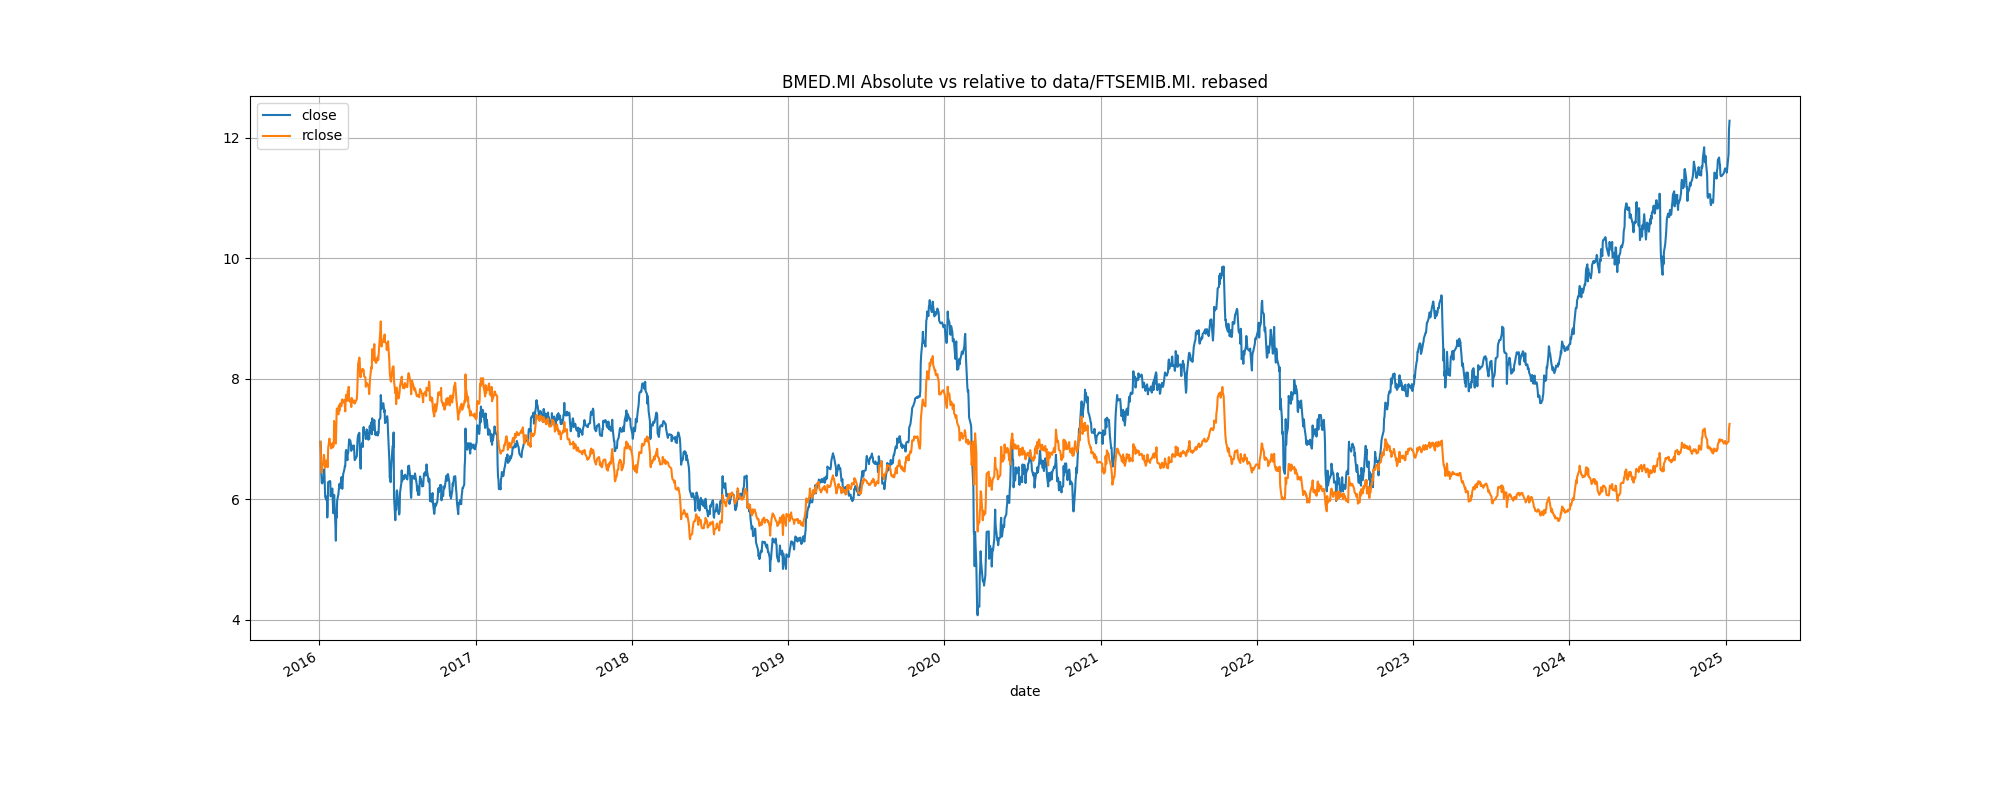 BMED.MI Absolute vs relative to data/FTSEMIB.MI. rebased
close
rclose
12
10
8
6
4
2016 2017 2018 2019 2020 2021 2022 2023 2024 2025
date